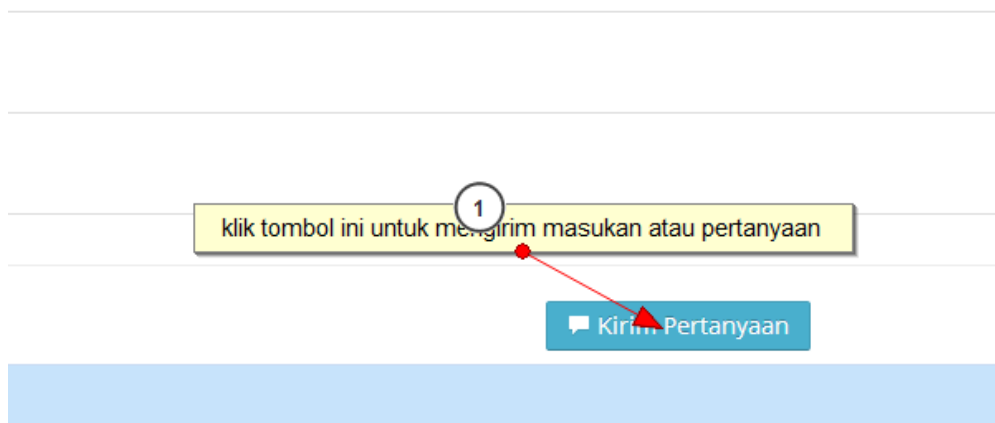 1
klik tombol ini untuk mengirim masukan atau pertanyaan
Kirim Pertanyaan